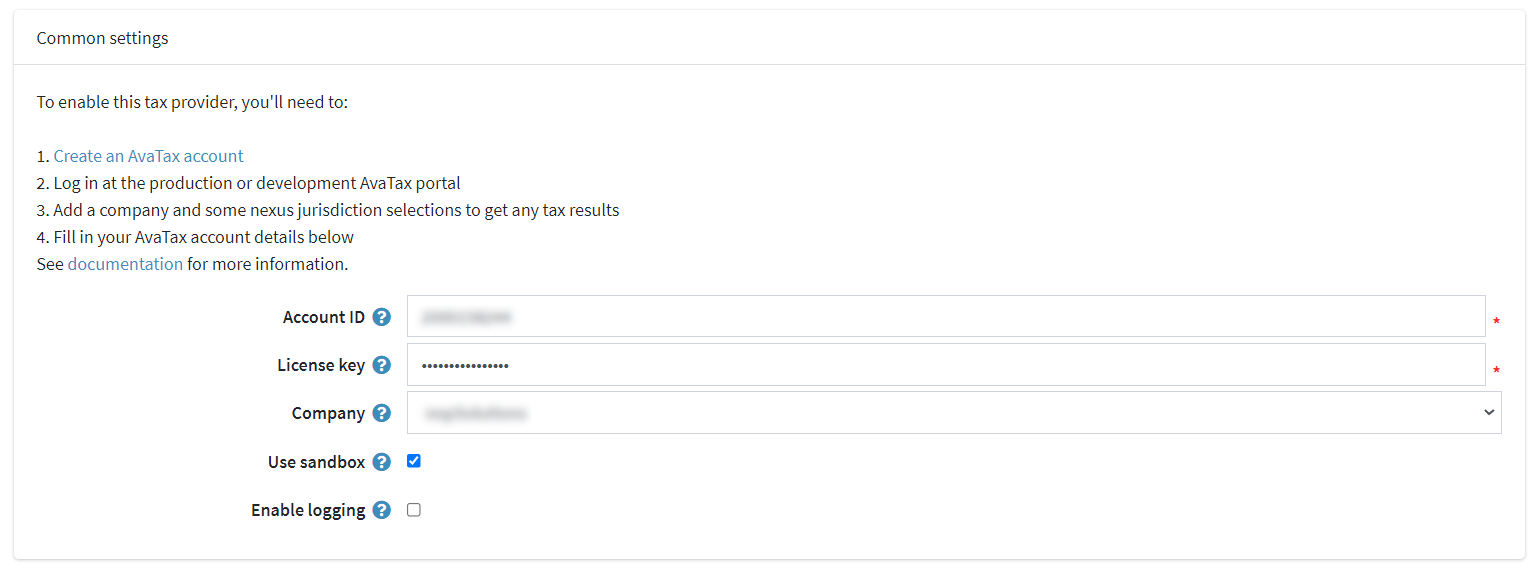 Common settings
To enable this tax provider, you'll need to:
1. Create an AvaTax account
2. Log in at the production or development AvaTax portal
3. Add a company and some nexus jurisdiction selections to get any tax results
4. Fill in your AvaTax account details below
See documentation for more information.
Account ID ? *
License key ? •••••••••••••••• *
Company ?
Use sandbox ?
Enable logging ?